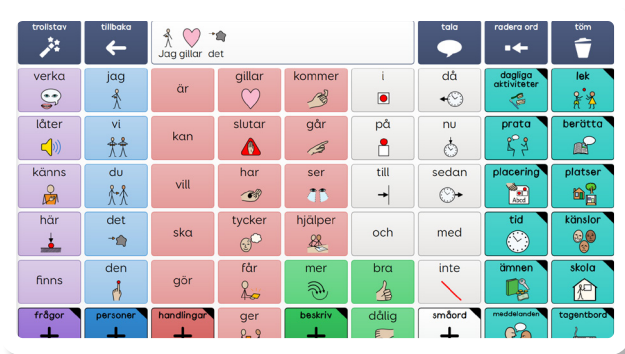 trollstav tillbaka tala radera ord töm
Jag gillar det
verka jag är gillar kommer i då dagliga aktiviteter lek
låter vi kan slutar går på nu prata berätta
känns du vill har ser till sedan placering platser
Abcd
här det ska tycker hjälper och med tid känslor
finns den gör får mer bra inte ämnen skola
frågor personer handlingar ger beskriv dålig småord meddelanden tagentbord